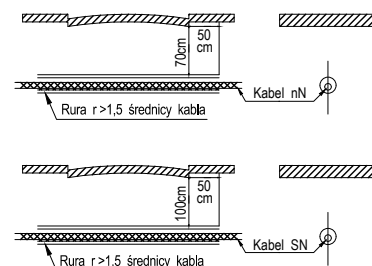 50
cm
70cm
Kabel nN
Rura r>1,5 średnicy kabla
50
cm
100cm
Kabel SN
Rura r>1,5 średnicy kabla